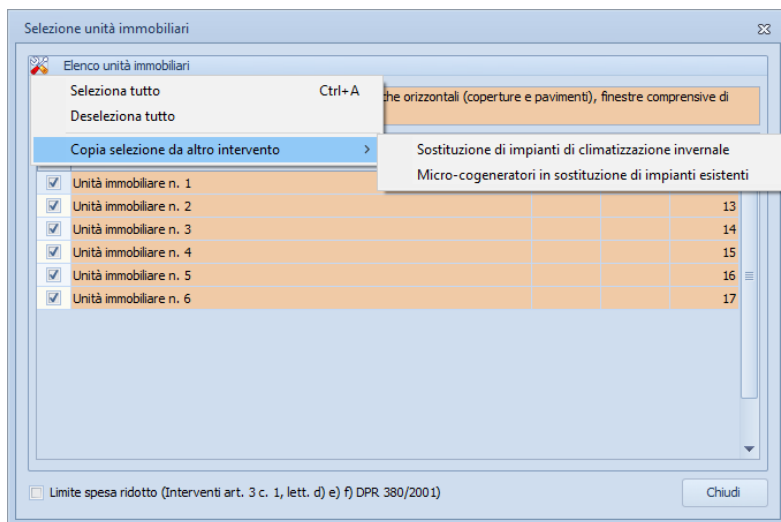 Selezione unità immobiliari
Elenco unità immobiliari
Seleziona tutto Ctrl+A
Deseleziona tutto
che orizzontali (coperture e pavimenti), finestre comprensive di
Copia selezione da altro intervento >
Sostituzione di impianti di climatizzazione invernale
Micro-cogeneratori in sostituzione di impianti esistenti
Unità immobiliare n. 1
Unità immobiliare n. 2 13
Unità immobiliare n. 3 14
Unità immobiliare n. 4 15
Unità immobiliare n. 5 16
Unità immobiliare n. 6 17
Limite spesa ridotto (Interventi art. 3 c. 1, lett. d) e) f) DPR 380/2001)
Chiudi